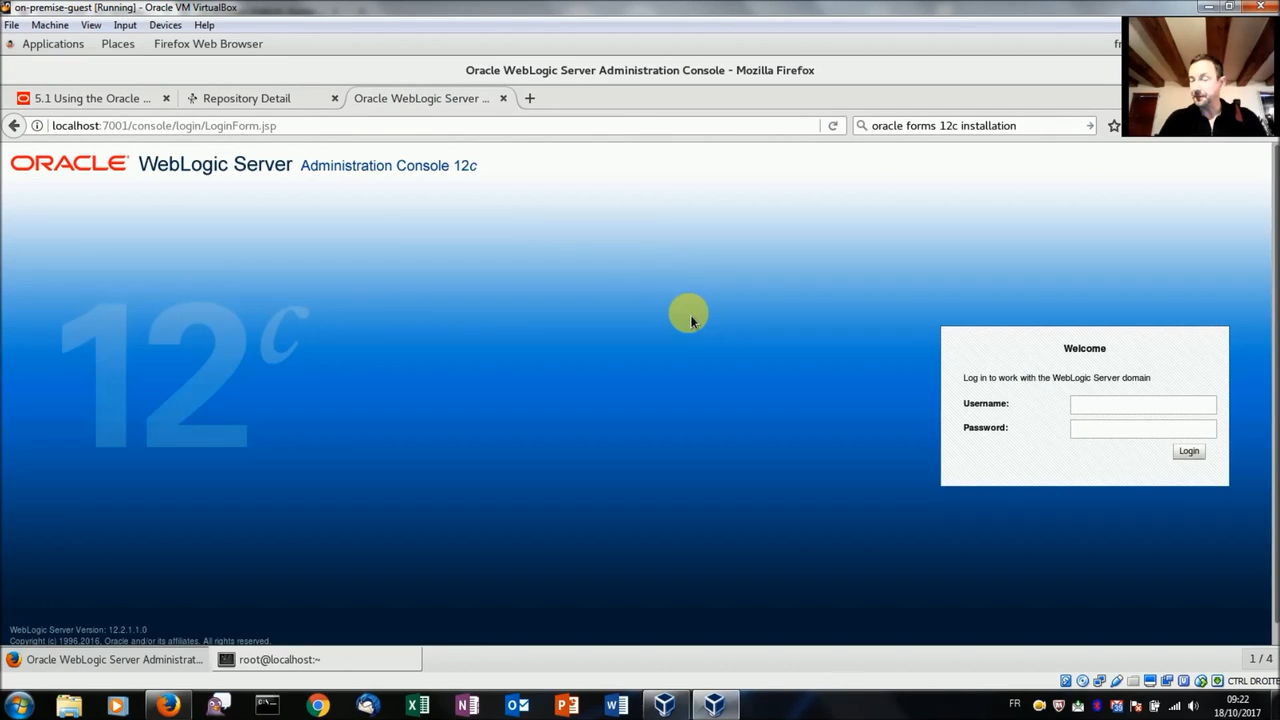 on-premise-guest [Running] - Oracle VM VirtualBox
File Machine View Input Devices Help
Applications Places Firefox Web Browser
Oracle WebLogic Server Administration Console - Mozilla Firefox
5.1 Using the Oracle ... Repository Detail Oracle WebLogic Server ...
localhost:7001/console/login/LoginForm.jsp oracle forms 12c installation
ORACLE WebLogic Server Administration Console 12c
12c
Welcome
Log in to work with the WebLogic Server domain
Username:
Password:
Login
WebLogic Server Version: 12.2.1.1.0
Copyright (c) 1996,2016, Oracle and/or its affiliates. All rights reserved.
Oracle WebLogic Server Administrat... root@localhost:~ 1 / 4
CTRL DROITE
FR 09:22
18/10/2017